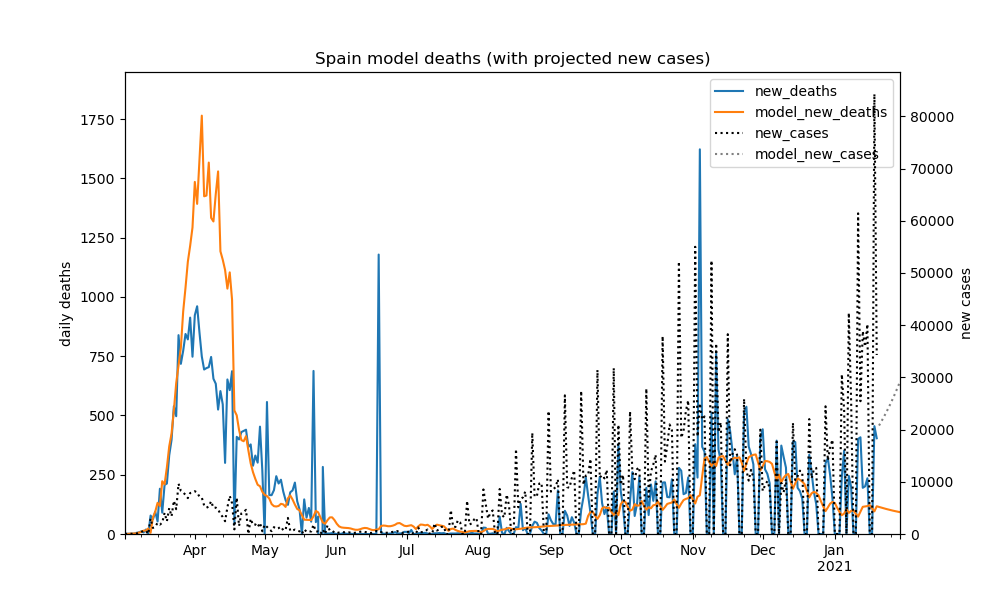 Spain model deaths (with projected new cases)
new_deaths
model_new_deaths
new_cases
model_new_cases
daily deaths
1750
1500
1250
1000
750
500
250
0
new cases
80000
70000
60000
50000
40000
30000
20000
10000
0
Apr May Jun Jul Aug Sep Oct Nov Dec Jan
2021